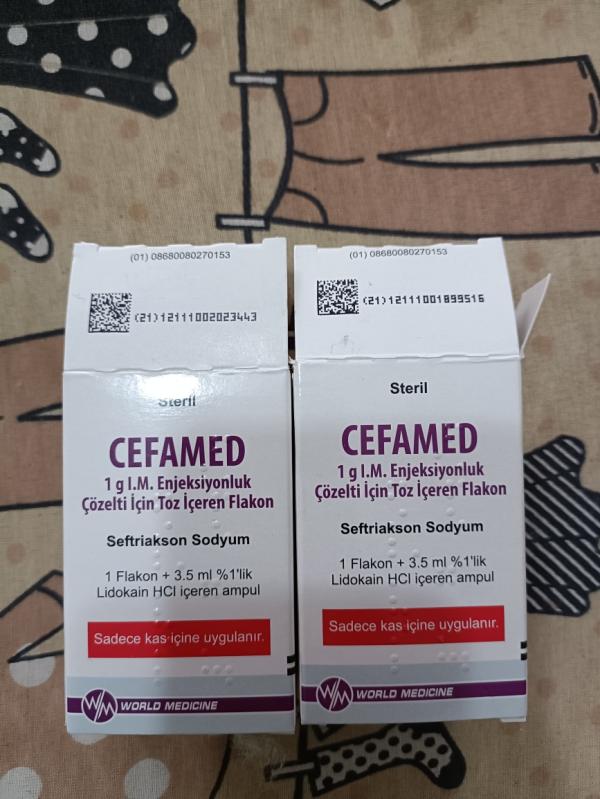 (01) 08680080270153
(21)12111002023443
Steril
CEFAMED
1 g I.M. Enjeksiyonluk
Çözelti İçin Toz İçeren Flakon
Seftriakson Sodyum
1 Flakon + 3.5 ml %1'lik
Lidokain HCl içeren ampul
Sadece kas içine uygulanır.
WM WORLD MEDICINE
(01) 08680080270153
(21)12111001899516
Steril
CEFAMED
1 g I.M. Enjeksiyonluk
Çözelti İçin Toz İçeren Flakon
Seftriakson Sodyum
1 Flakon + 3.5 ml %1'lik
Lidokain HCl içeren ampul
Sadece kas içine uygulanır.
WM WORLD MEDICINE